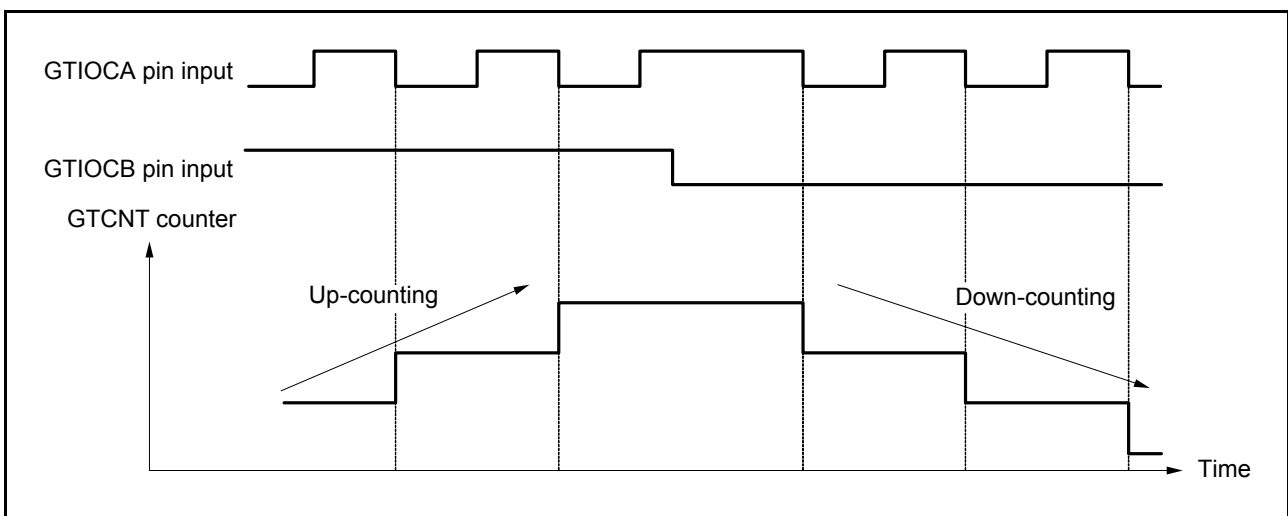 GTIOCA pin input
GTIOCB pin input
GTCNT counter
Up-counting
Down-counting
Time